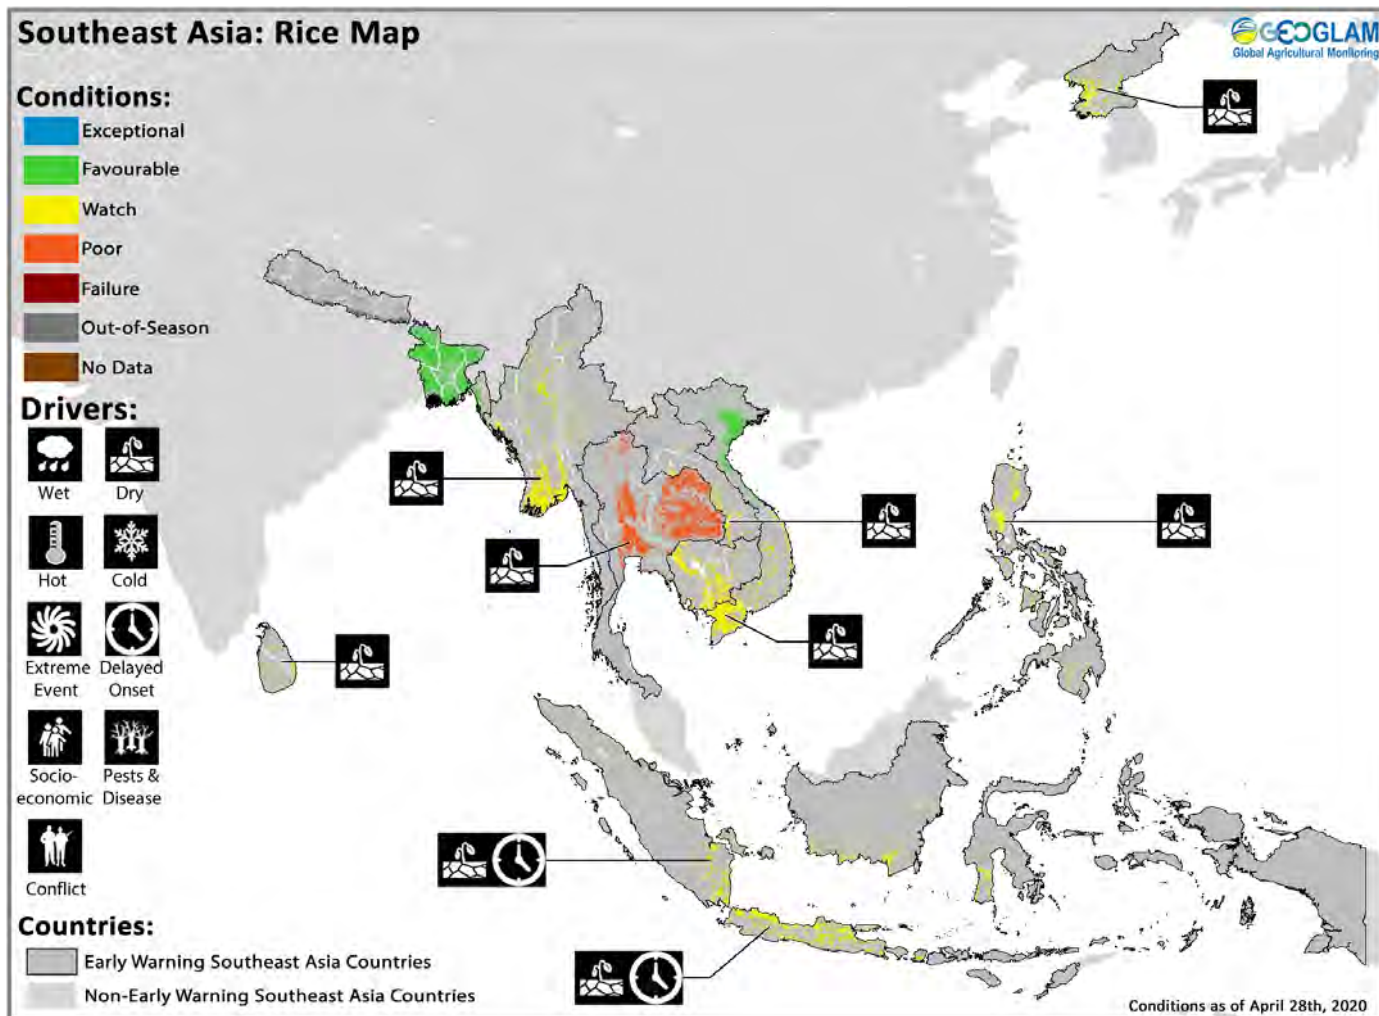 Southeast Asia: Rice Map
GEOGLAM
Global Agricultural Monitoring
Conditions:
Exceptional
Favourable
Watch
Poor
Failure
Out-of-Season
No Data
Drivers:
Wet
Dry
Hot
Cold
Extreme
Event
Delayed
Onset
Socio-
economic
Pests &
Disease
Conflict
Countries:
Early Warning Southeast Asia Countries
Non-Early Warning Southeast Asia Countries
Conditions as of April 28th, 2020